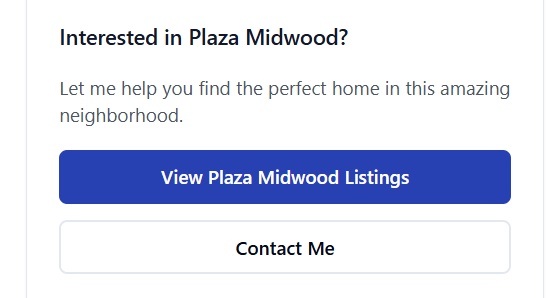 Interested in Plaza Midwood?
Let me help you find the perfect home in this amazing
neighborhood.
View Plaza Midwood Listings
Contact Me